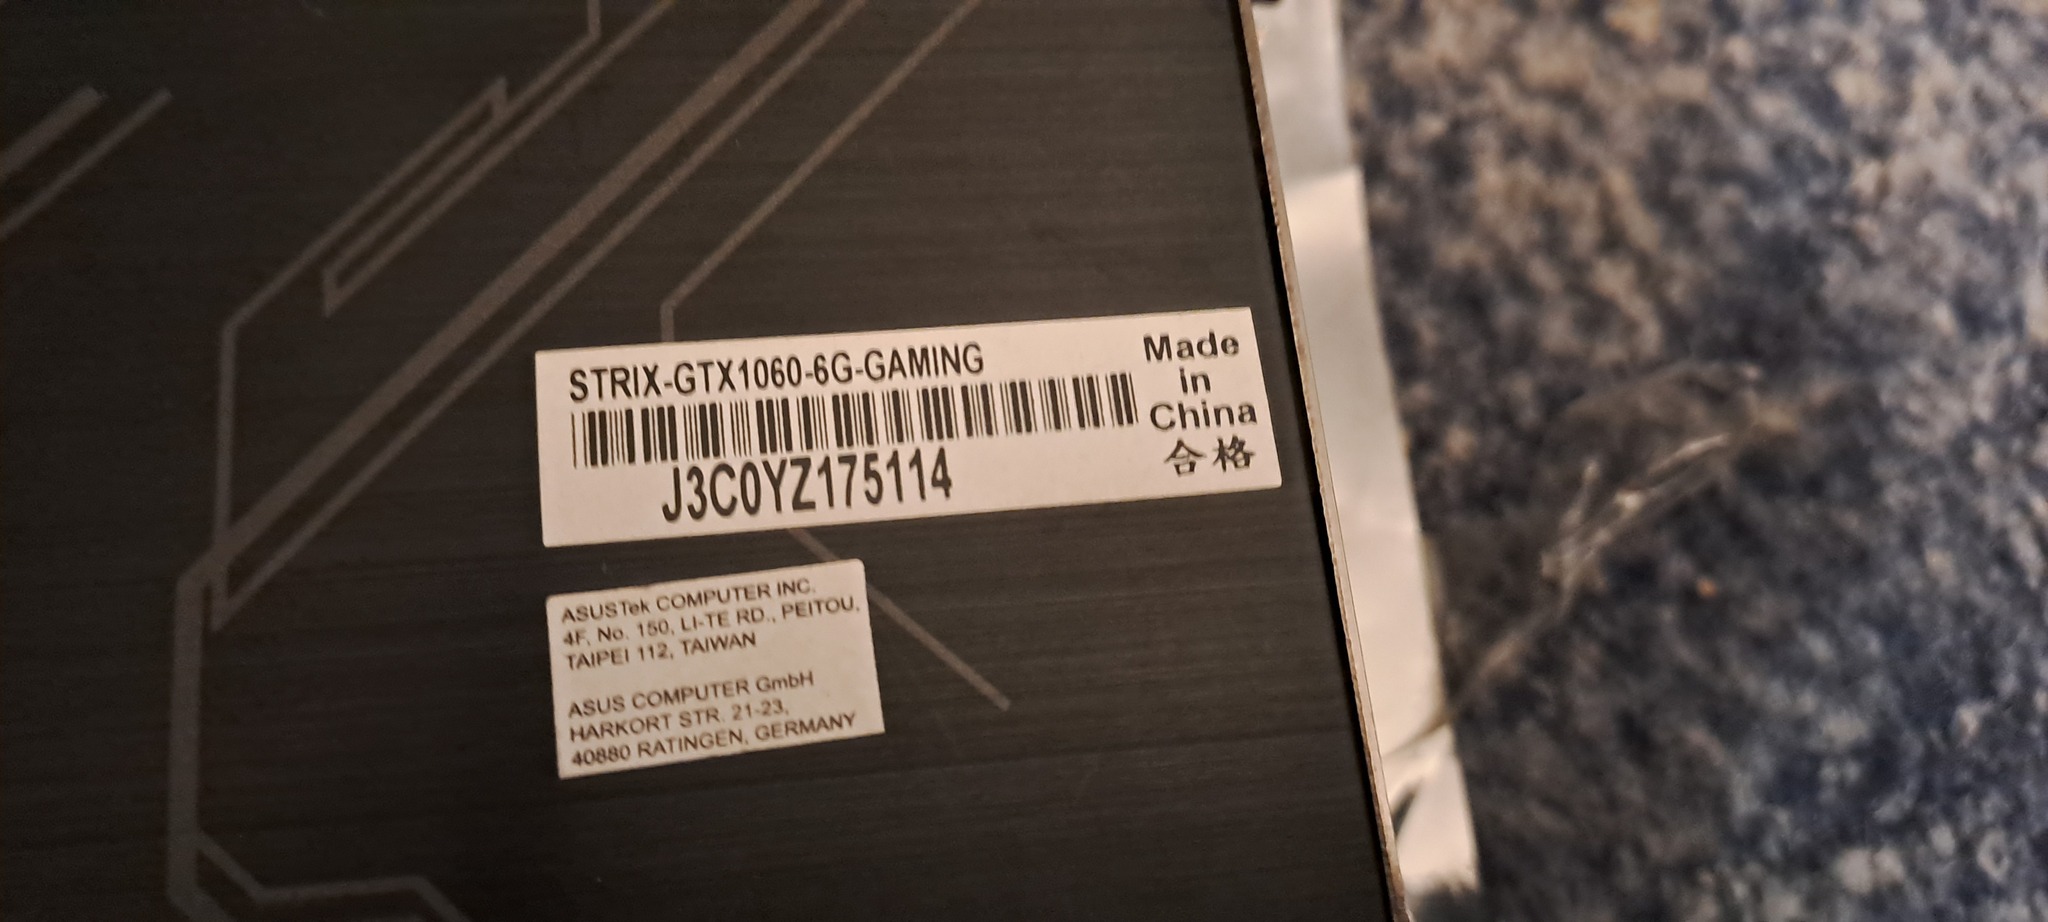 STRIX-GTX1060-6G-GAMING
J3C0YZ175114
Made
in
China
合格
ASUSTek COMPUTER INC.
4F, No. 150, LI-TE RD., PEITOU,
TAIPEI 112, TAIWAN
ASUS COMPUTER GmbH
HARKORT STR. 21-23,
40880 RATINGEN, GERMANY